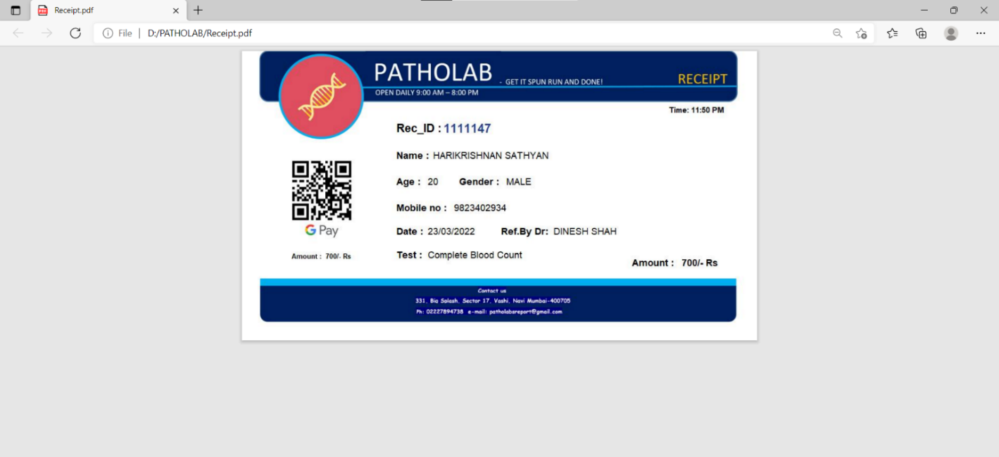 Receipt.pdf
File | D:/PATHOLAB/Receipt.pdf
PATHOLAB - GET IT SPUN RUN AND DONE!
RECEIPT
OPEN DAILY 9:00 AM – 8:00 PM
Time: 11:50 PM
Rec_ID : 1111147
Name : HARIKRISHNAN SATHYAN
Age : 20 Gender : MALE
Mobile no : 9823402934
G Pay
Date : 23/03/2022 Ref.By Dr: DINESH SHAH
Amount : 700/- Rs
Test : Complete Blood Count
Amount : 700/- Rs
Contact us
331, Big Splash, Sector 17, Vashi, Navi Mumbai-400705
Ph: 02227894738 e-mail: patholabsreport@gmail.com